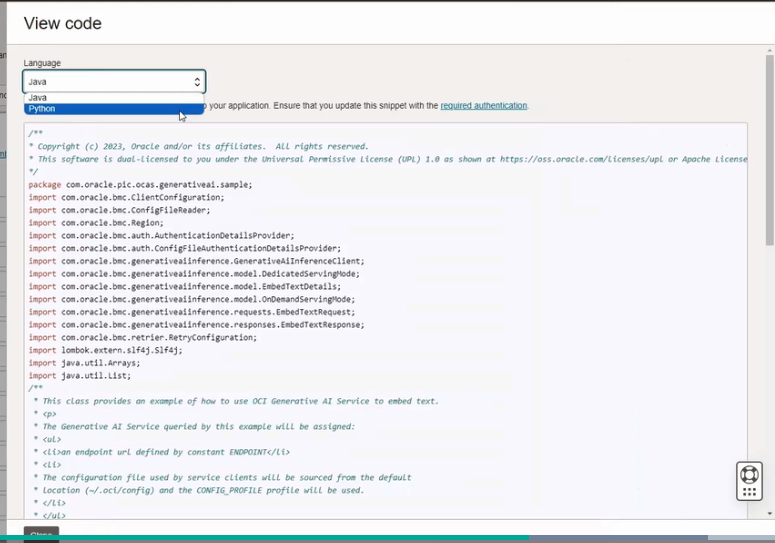 View code
Language
Java
Java
Python
your application. Ensure that you update this snippet with the required authentication.
/**
* Copyright (c) 2023, Oracle and/or its affiliates.  All rights reserved.
* This software is dual-licensed to you under the Universal Permissive License (UPL) 1.0 as shown at https://oss.oracle.com/licenses/upl or Apache License
*/
package com.oracle.pic.ocas.generativeai.sample;
import com.oracle.bmc.ClientConfiguration;
import com.oracle.bmc.ConfigFileReader;
import com.oracle.bmc.Region;
import com.oracle.bmc.auth.AuthenticationDetailsProvider;
import com.oracle.bmc.auth.ConfigFileAuthenticationDetailsProvider;
import com.oracle.bmc.generativeaiinference.GenerativeAiInferenceClient;
import com.oracle.bmc.generativeaiinference.model.DedicatedServingMode;
import com.oracle.bmc.generativeaiinference.model.EmbedTextDetails;
import com.oracle.bmc.generativeaiinference.model.OnDemandServingMode;
import com.oracle.bmc.generativeaiinference.requests.EmbedTextRequest;
import com.oracle.bmc.generativeaiinference.responses.EmbedTextResponse;
import com.oracle.bmc.retrier.RetryConfiguration;
import lombok.extern.slf4j.Slf4j;
import java.util.Arrays;
import java.util.List;
/**
* This class provides an example of how to use OCI Generative AI Service to embed text.
* <p>
* The Generative AI Service queried by this example will be assigned:
* <ul>
* <li>an endpoint url defined by constant ENDPOINT</li>
* <li>
* The configuration file used by service clients will be sourced from the default
* Location (~/.oci/config) and the CONFIG_PROFILE profile will be used.
* </li>
* </ul>